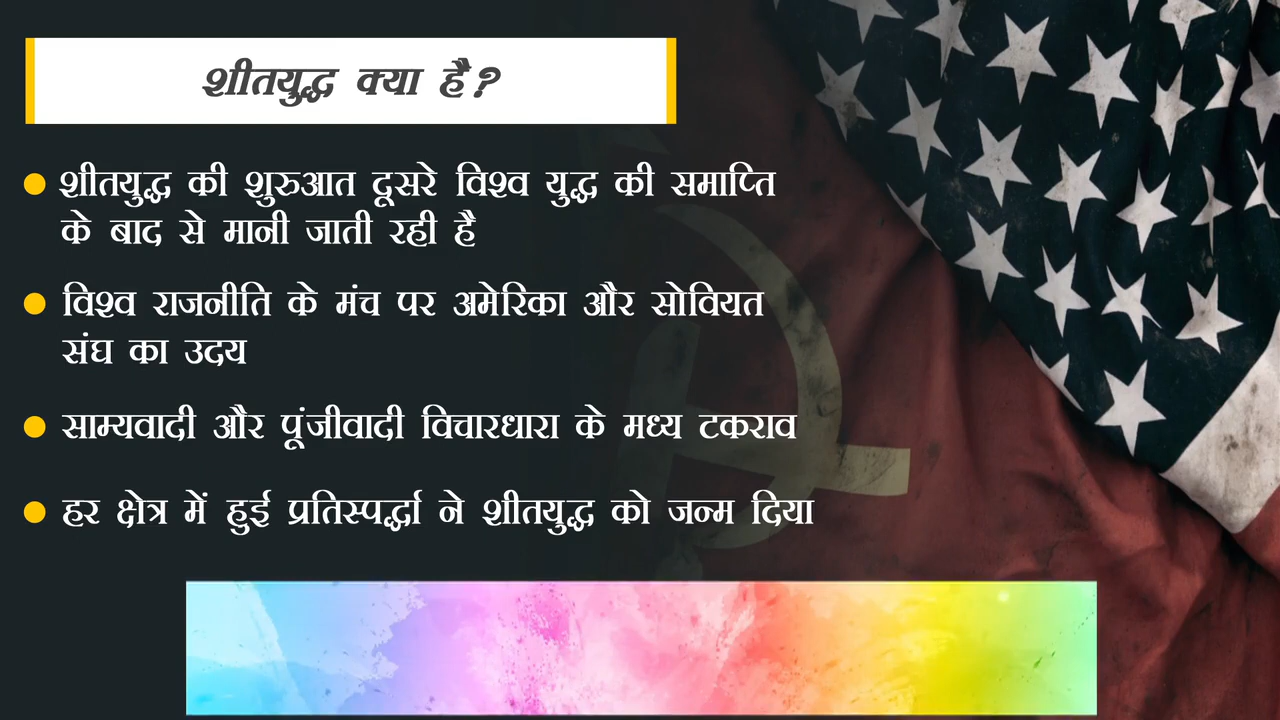 शीतयुद्ध क्या है?
शीतयुद्ध की शुरुआत दूसरे विश्व युद्ध की समाप्ति
के बाद से मानी जाती रही है
विश्व राजनीति के मंच पर अमेरिका और सोवियत
संघ का उदय
साम्यवादी और पूंजीवादी विचारधारा के मध्य टकराव
हर क्षेत्र में हुई प्रतिस्पर्द्धा ने शीतयुद्ध को जन्म दिया